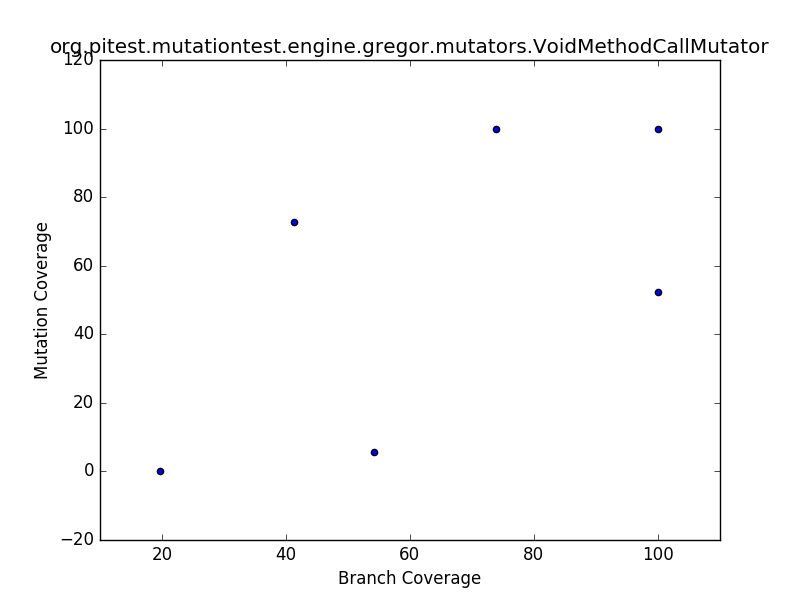 org.pitest.mutationtest.engine.gregor.mutators.VoidMethodCallMutator
120
100
80
60
40
20
0
−20
Mutation Coverage
20 40 60 80 100
Branch Coverage